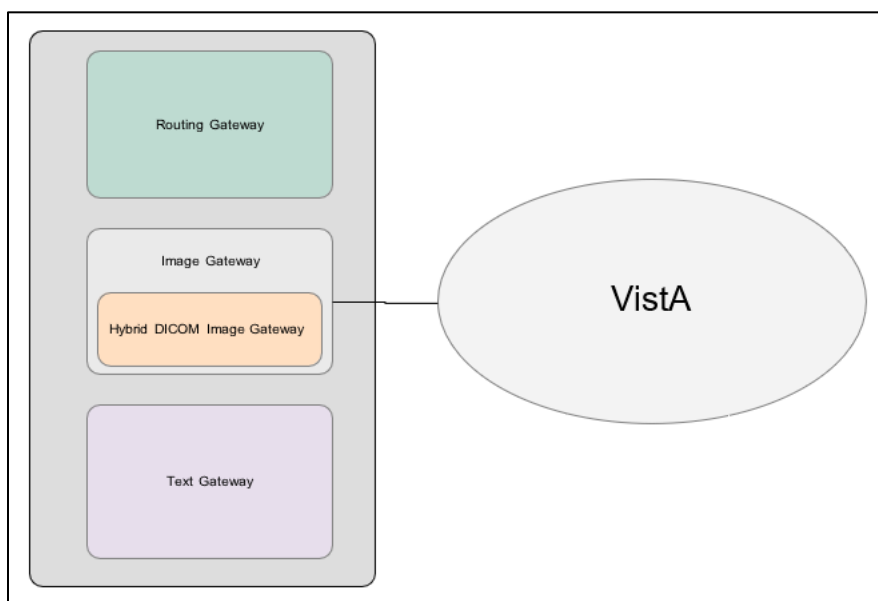 Routing Gateway
Image Gateway
Hybrid DICOM Image Gateway
VistA
Text Gateway